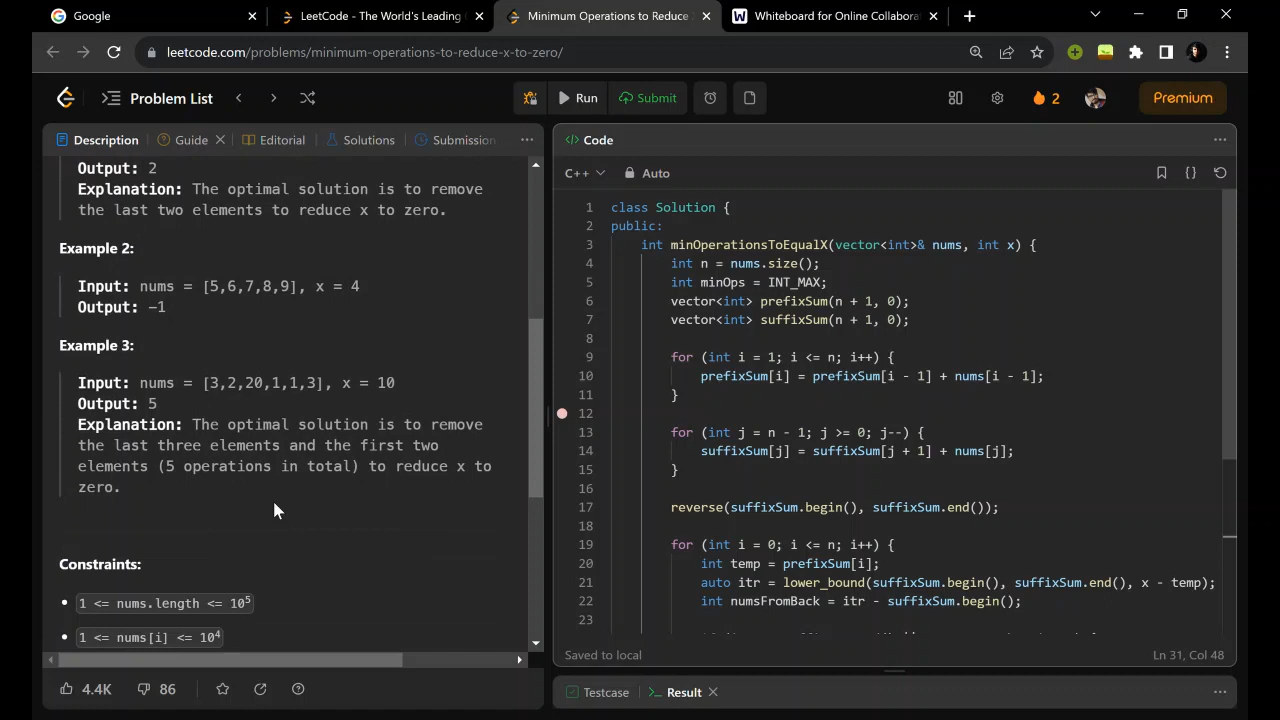 Google
LeetCode - The World's Leading
Minimum Operations to Reduce
Whiteboard for Online Collabora
leetcode.com/problems/minimum-operations-to-reduce-x-to-zero/
Problem List
Run
Submit
2
Premium
Description
Guide
Editorial
Solutions
Submission
Output: 2
Explanation: The optimal solution is to remove
the last two elements to reduce x to zero.
Example 2:
Input: nums = [5,6,7,8,9], x = 4
Output: -1
Example 3:
Input: nums = [3,2,20,1,1,3], x = 10
Output: 5
Explanation: The optimal solution is to remove
the last three elements and the first two
elements (5 operations in total) to reduce x to
zero.
Constraints:
1 <= nums.length <= 10⁵
1 <= nums[i] <= 10⁴
4.4K
86
</> Code
C++
Auto
1 class Solution {
2 public:
3 int minOperationsToEqualX(vector<int>& nums, int x) {
4 int n = nums.size();
5 int minOps = INT_MAX;
6 vector<int> prefixSum(n + 1, 0);
7 vector<int> suffixSum(n + 1, 0);
8
9 for (int i = 1; i <= n; i++) {
10 prefixSum[i] = prefixSum[i - 1] + nums[i - 1];
11 }
12
13 for (int j = n - 1; j >= 0; j--) {
14 suffixSum[j] = suffixSum[j + 1] + nums[j];
15 }
16
17 reverse(suffixSum.begin(), suffixSum.end());
18
19 for (int i = 0; i <= n; i++) {
20 int temp = prefixSum[i];
21 auto itr = lower_bound(suffixSum.begin(), suffixSum.end(), x - temp);
22 int numsFromBack = itr - suffixSum.begin();
23
Saved to local
Ln 31, Col 48
Testcase
Result